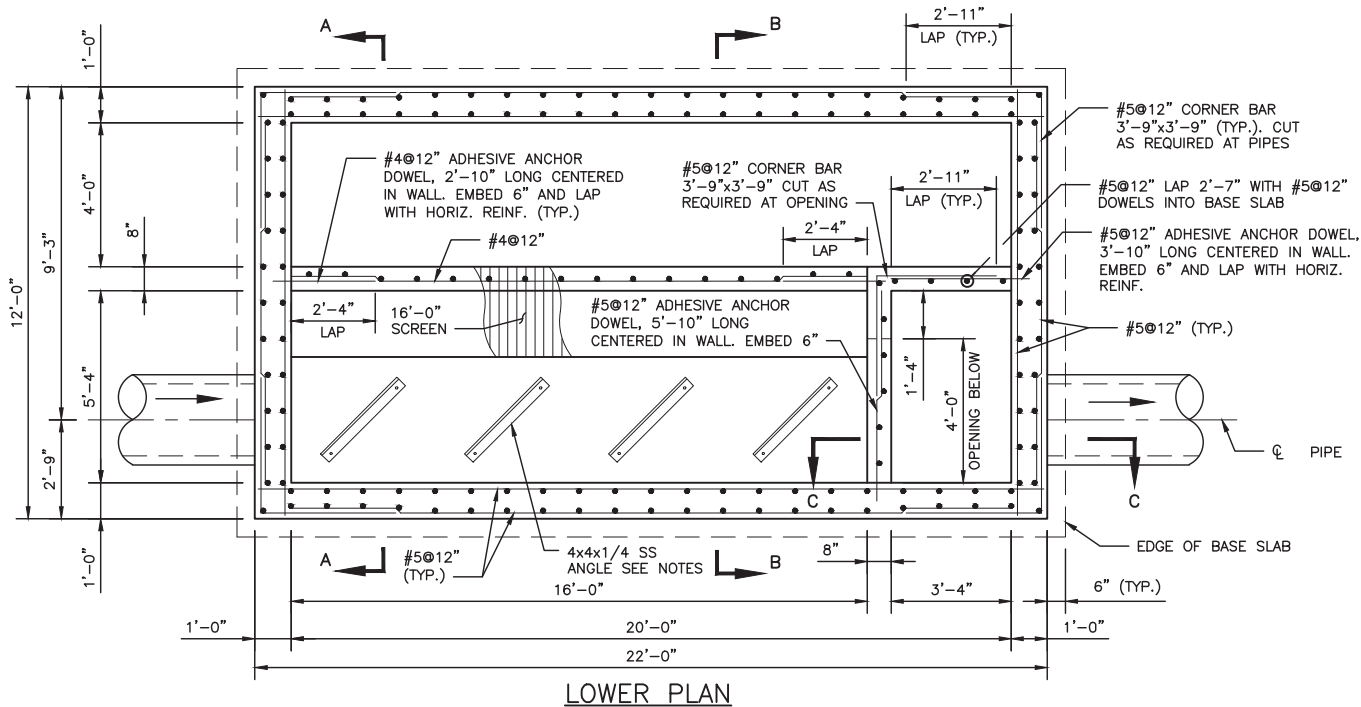 A
B
2'-11"
LAP (TYP.)
1'-0"
#5@12" CORNER BAR
3'-9"x3'-9" (TYP.). CUT
AS REQUIRED AT PIPES
#4@12" ADHESIVE ANCHOR
DOWEL, 2'-10" LONG CENTERED
IN WALL. EMBED 6" AND LAP
WITH HORIZ. REINF. (TYP.)
#5@12" CORNER BAR
3'-9"x3'-9" CUT AS
REQUIRED AT OPENING
2'-11"
LAP (TYP.)
#5@12" LAP 2'-7" WITH #5@12"
DOWELS INTO BASE SLAB
4'-0"
8"
9'-3"
12'-0"
#4@12"
2'-4"
LAP
#5@12" ADHESIVE ANCHOR DOWEL,
3'-10" LONG CENTERED IN WALL.
EMBED 6" AND LAP WITH HORIZ.
REINF.
2'-4"
LAP
16'-0"
SCREEN
#5@12" ADHESIVE ANCHOR
DOWEL, 5'-10" LONG
CENTERED IN WALL. EMBED 6"
#5@12" (TYP.)
5'-4"
1'-4"
4'-0"
OPENING BELOW
2'-9"
C
C
℄ PIPE
1'-0"
A
#5@12"
(TYP.)
4x4x1/4 SS
ANGLE SEE NOTES
B
8"
EDGE OF BASE SLAB
16'-0"
3'-4"
6" (TYP.)
1'-0"
20'-0"
1'-0"
22'-0"
LOWER PLAN